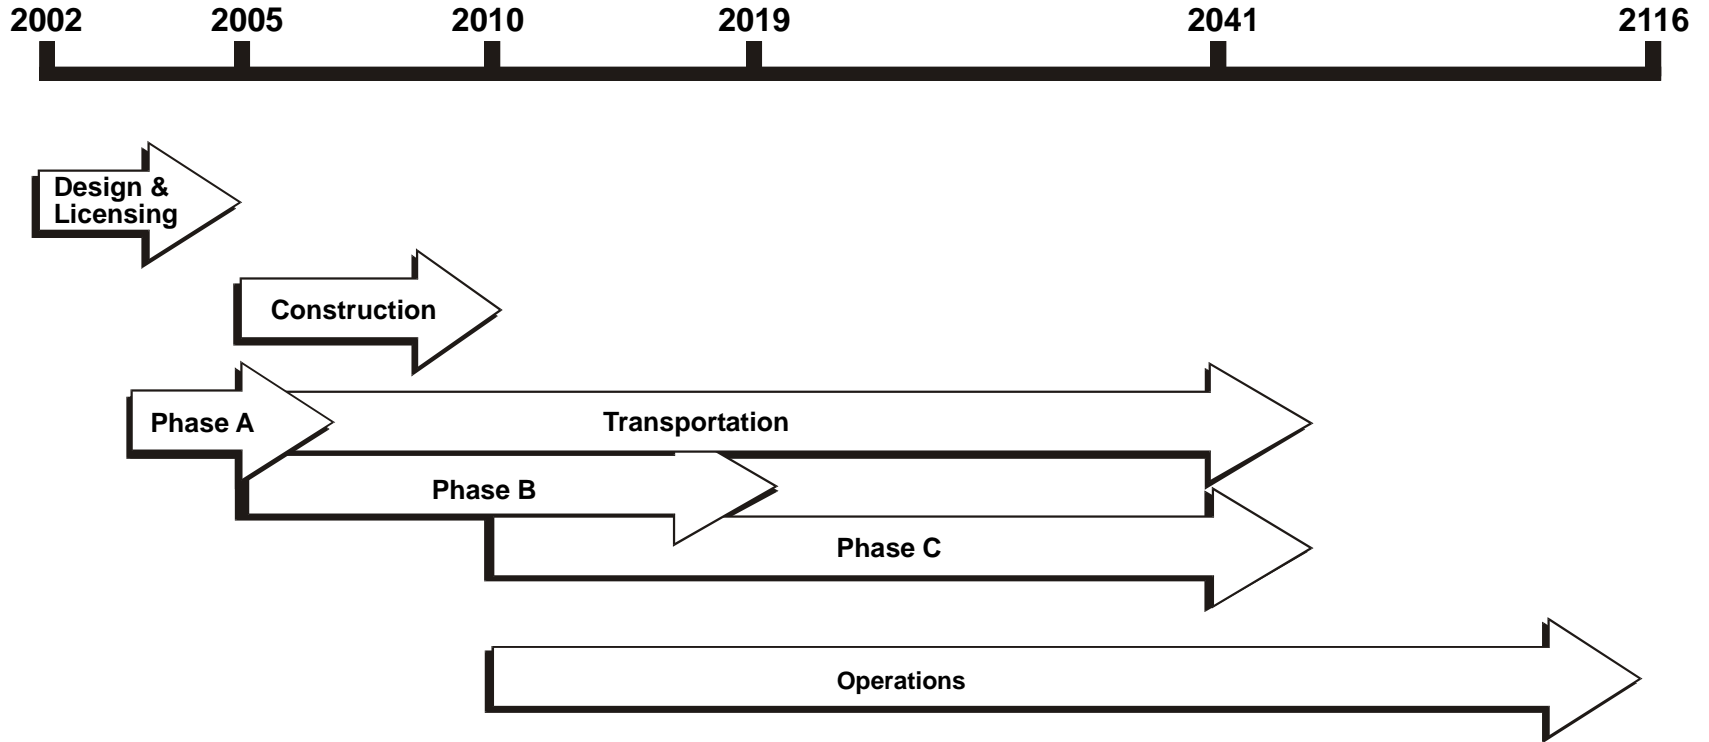 2002 2005 2010 2019 2041 2116
Design &
Licensing
Construction
Phase A Transportation
Phase B
Phase C
Operations